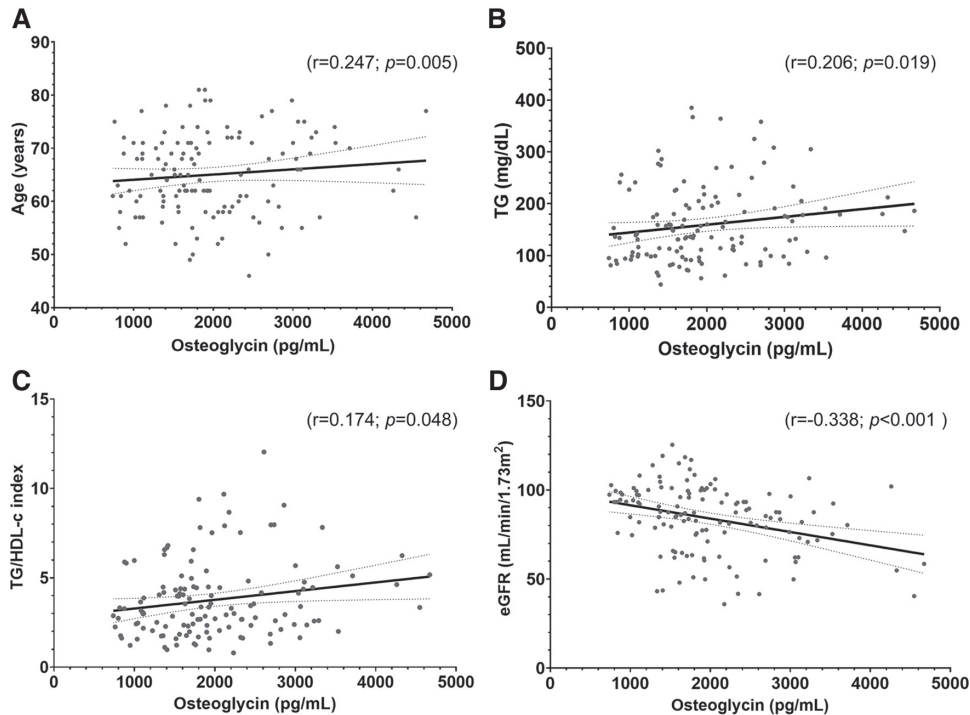 A
(r=0.247; p=0.005)
Age (years)
90
80
70
60
50
40
0
1000
2000
3000
4000
5000
Osteoglycin (pg/mL)
B
(r=0.206; p=0.019)
TG (mg/dL)
500
400
300
200
100
0
0
1000
2000
3000
4000
5000
Osteoglycin (pg/mL)
C
(r=0.174; p=0.048)
TG/HDL-c index
15
10
5
0
0
1000
2000
3000
4000
5000
Osteoglycin (pg/mL)
D
(r=-0.338; p<0.001 )
eGFR (mL/min/1.73m²)
150
100
50
0
0
1000
2000
3000
4000
5000
Osteoglycin (pg/mL)